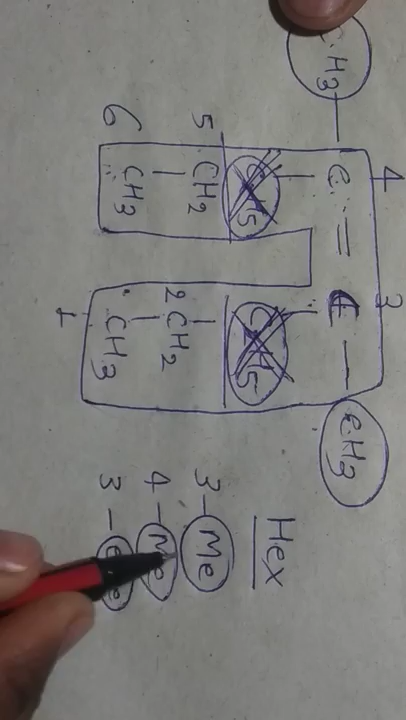 4 3
CH3 C = C — CH3
5 CH2 2 CH2
6 CH3 1 CH3
Hex
3 - Me
4 - Me
3 -